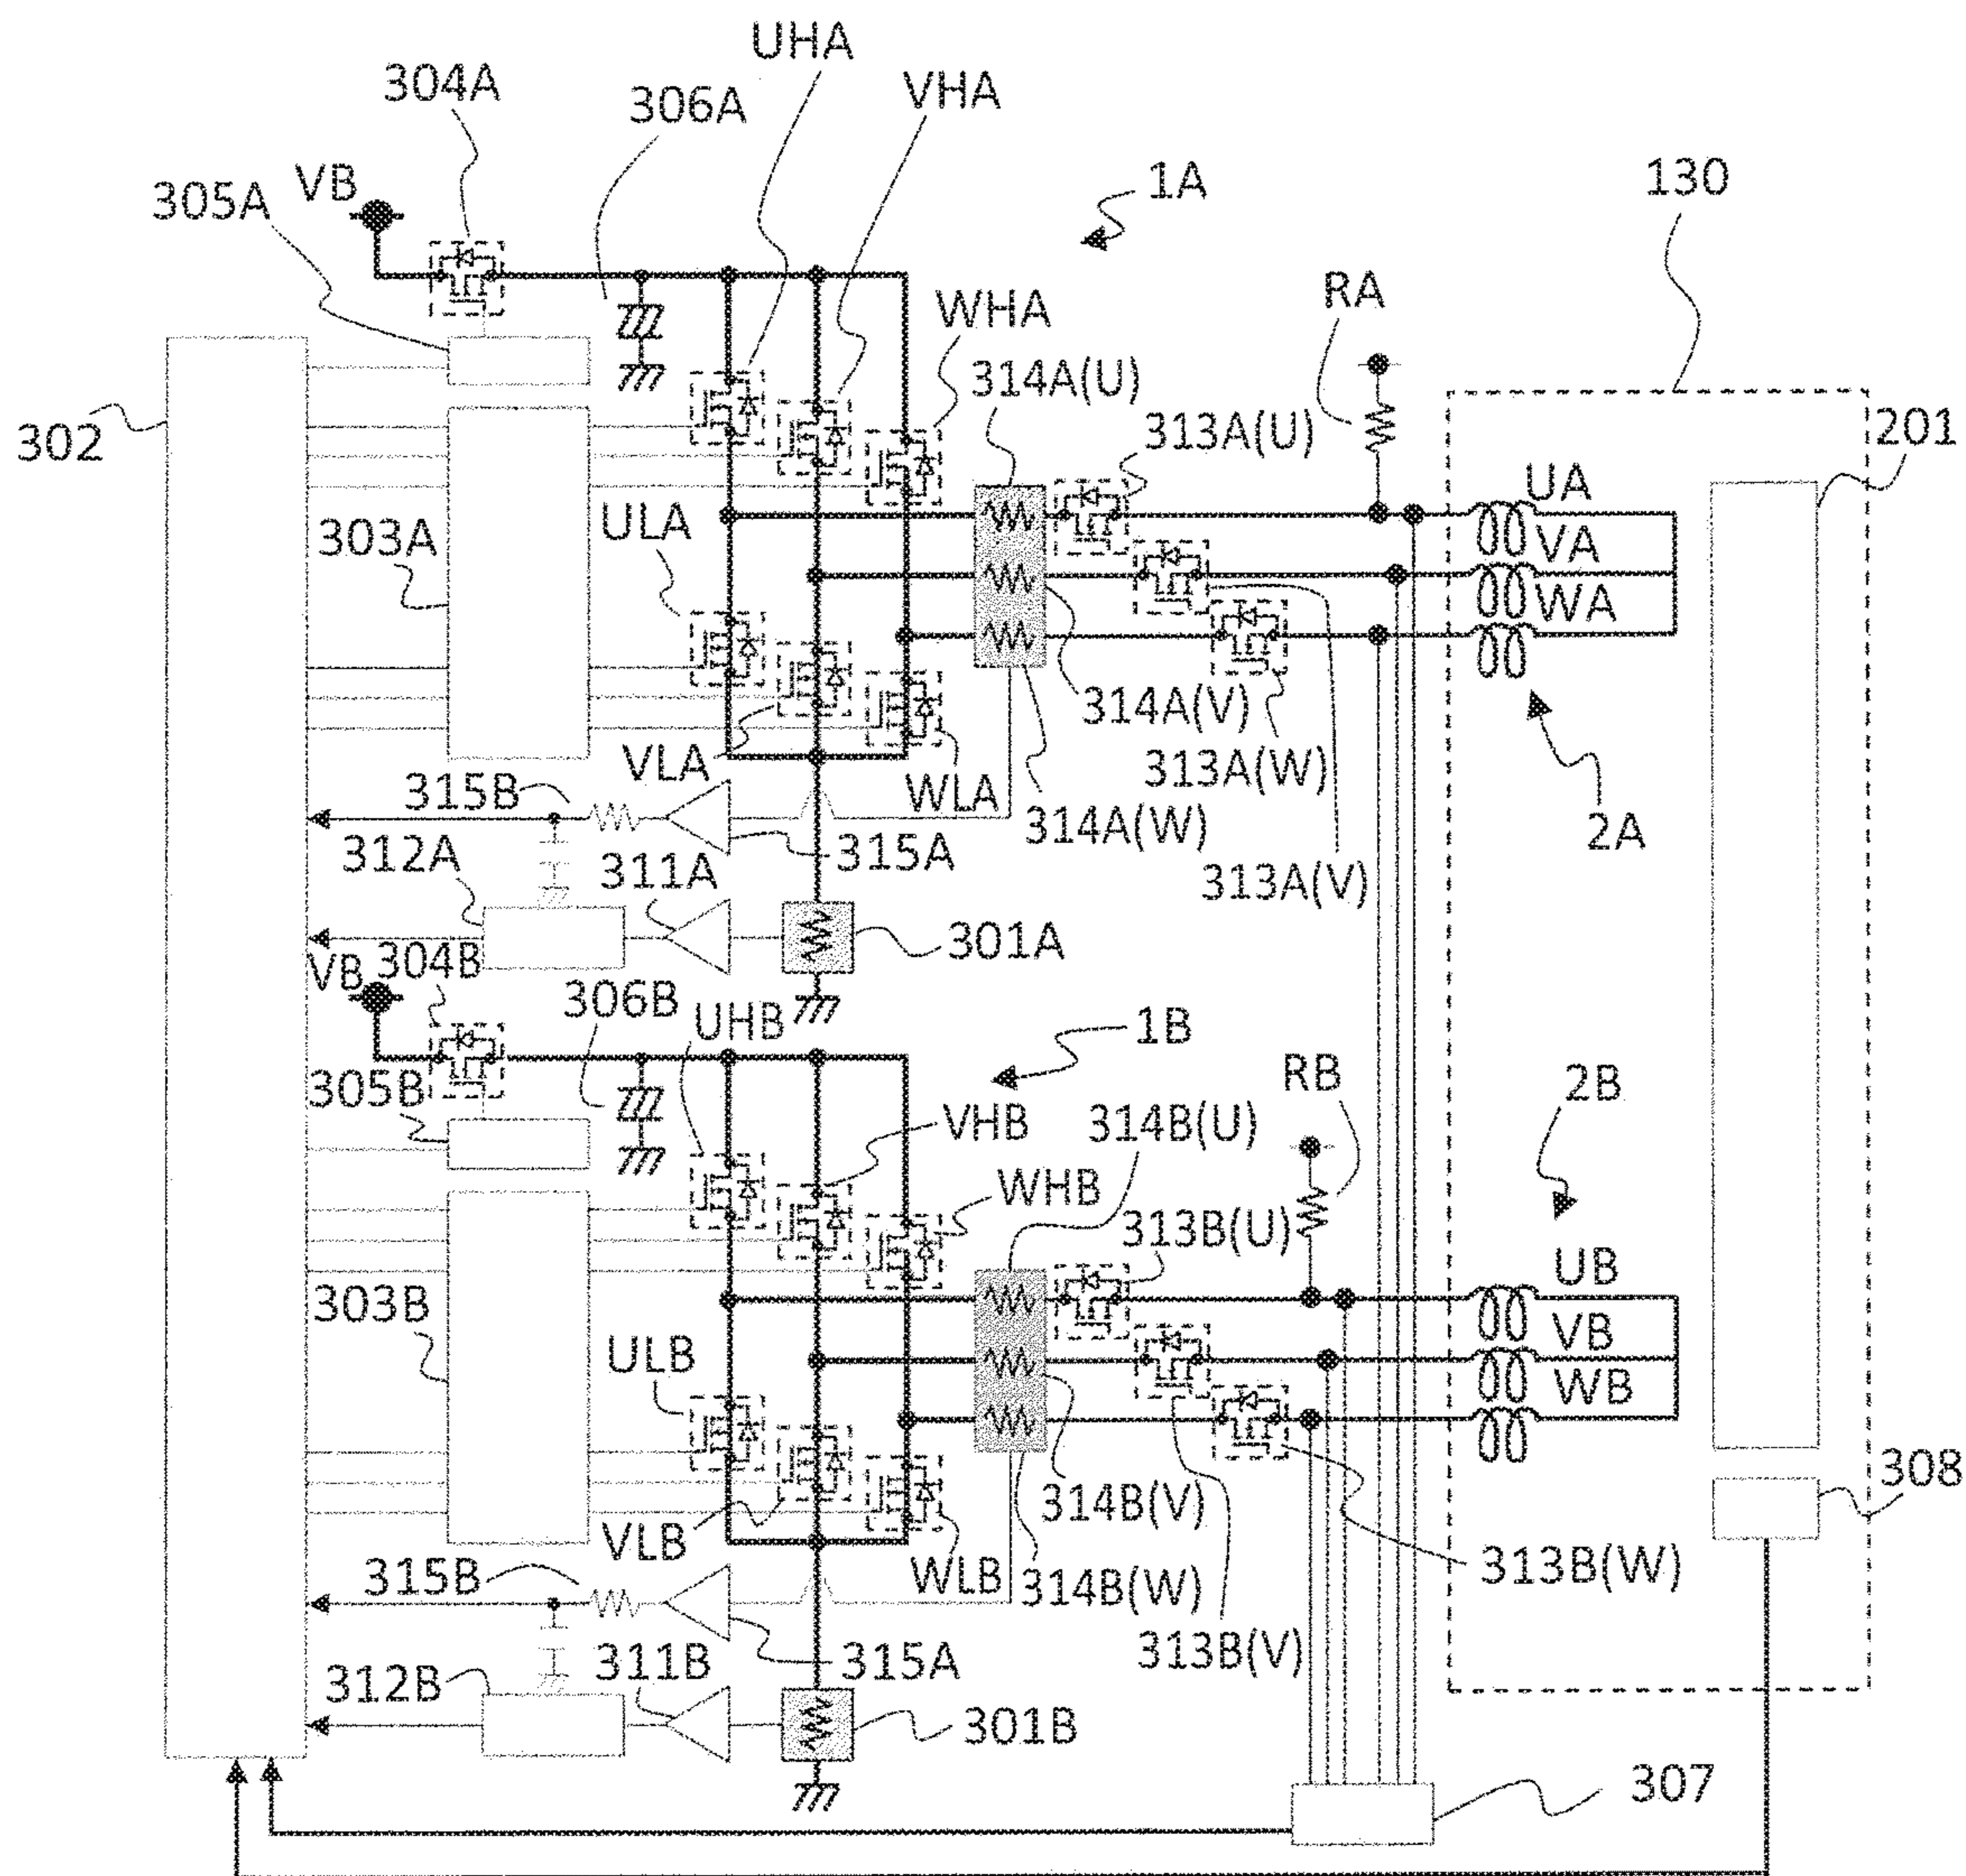 UHA
304A
306A
VHA
VB
305A
1A
130
RA
WHA
314A(U)
302
313A(U)
201
UA
ULA
303A
VA
WA
314A(V)
VLA
313A(W)
315B
WLA
314A(W)
2A
312A
311A
315A
313A(V)
304B
301A
VB
306B
UHB
1B
305B
RB
2B
VHB
314B(U)
WHB
313B(U)
UB
303B
VB
ULB
WB
308
314B(V)
VLB
315B
WLB
314B(W)
313B(W)
311B
315A
313B(V)
312B
301B
307